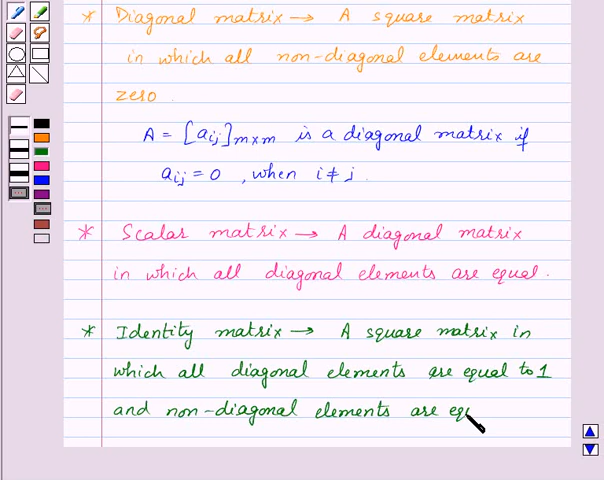 * Diagonal matrix → A square matrix
in which all non-diagonal elements are
zero.
A = [aij]m×m is a diagonal matrix if
aij = 0 , when i ≠ j.
* Scalar matrix → A diagonal matrix
in which all diagonal elements are equal.
* Identity matrix → A square matrix in
which all diagonal elements are equal to 1
and non-diagonal elements are eq